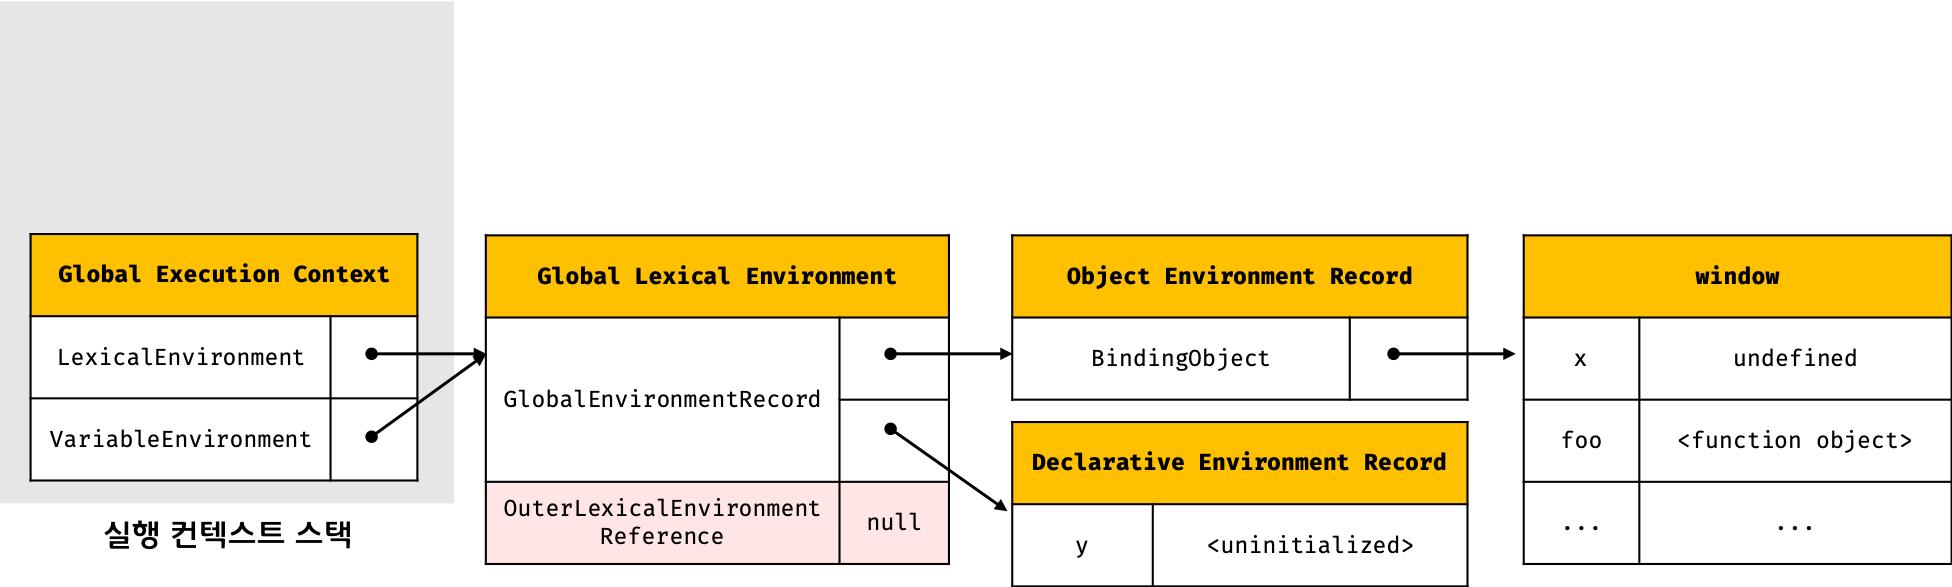 Global Execution Context
LexicalEnvironment
VariableEnvironment
실행 컨텍스트 스택
Global Lexical Environment
GlobalEnvironmentRecord
OuterLexicalEnvironment
Reference
null
Object Environment Record
BindingObject
Declarative Environment Record
y
<uninitialized>
window
x
undefined
foo
<function object>
...
...